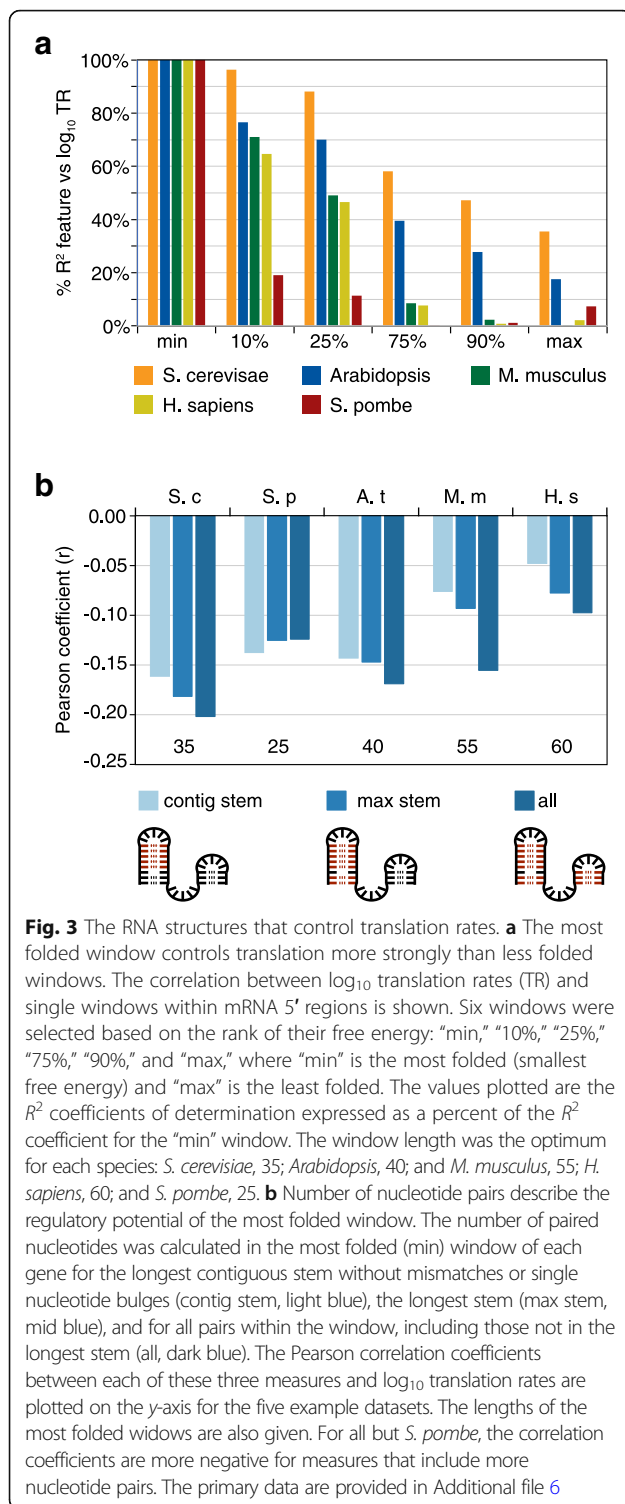 a
100%
80%
60%
40%
20%
0%
% R² feature vs log₁₀ TR
min 10% 25% 75% 90% max
S. cerevisae Arabidopsis M. musculus
H. sapiens S. pombe
b
S. c S. p A. t M. m H. s
0.00
-0.05
-0.10
-0.15
-0.20
-0.25
Pearson coefficient (r)
35 25 40 55 60
contig stem max stem all
Fig. 3 The RNA structures that control translation rates. a The most
folded window controls translation more strongly than less folded
windows. The correlation between log₁₀ translation rates (TR) and
single windows within mRNA 5′ regions is shown. Six windows were
selected based on the rank of their free energy: “min,” “10%,” “25%,”
“75%,” “90%,” and “max,” where “min” is the most folded (smallest
free energy) and “max” is the least folded. The values plotted are the
R² coefficients of determination expressed as a percent of the R²
coefficient for the “min” window. The window length was the optimum
for each species: S. cerevisiae, 35; Arabidopsis, 40; and M. musculus, 55; H.
sapiens, 60; and S. pombe, 25. b Number of nucleotide pairs describe the
regulatory potential of the most folded window. The number of paired
nucleotides was calculated in the most folded (min) window of each
gene for the longest contiguous stem without mismatches or single
nucleotide bulges (contig stem, light blue), the longest stem (max stem,
mid blue), and for all pairs within the window, including those not in the
longest stem (all, dark blue). The Pearson correlation coefficients
between each of these three measures and log₁₀ translation rates are
plotted on the y-axis for the five example datasets. The lengths of the
most folded widows are also given. For all but S. pombe, the correlation
coefficients are more negative for measures that include more
nucleotide pairs. The primary data are provided in Additional file 6